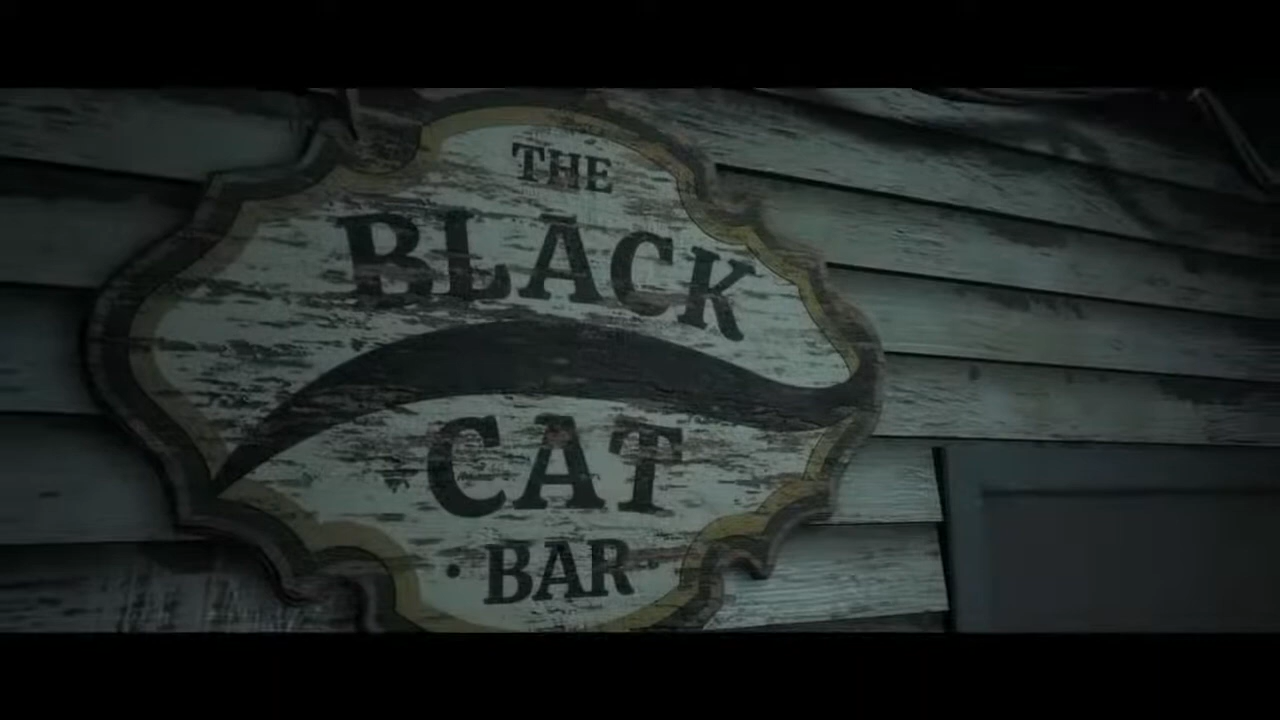 THE
BLACK
CAT
· BAR ·